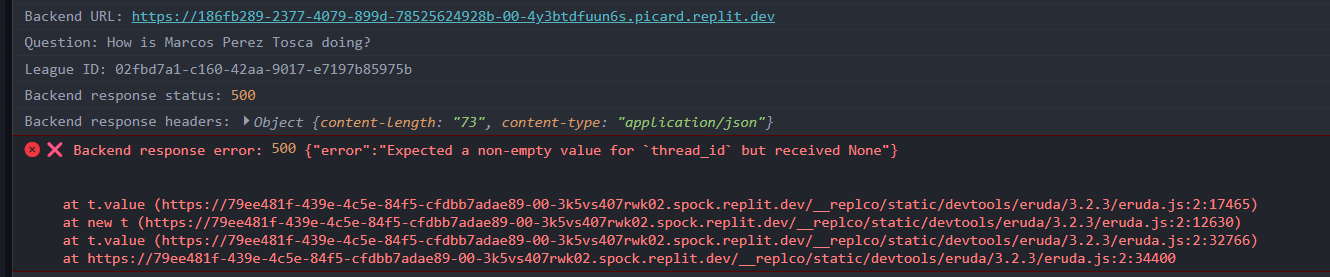 Backend URL: https://186fb289-2377-4079-899d-78525624928b-00-4y3btdfuun6s.picard.replit.dev
Question: How is Marcos Perez Tosca doing?
League ID: 02fbd7a1-c160-42aa-9017-e7197b85975b
Backend response status: 500
Backend response headers: Object {content-length: "73", content-type: "application/json"}
Backend response error: 500 {"error":"Expected a non-empty value for `thread_id` but received None"}
at t.value (https://79ee481f-439e-4c5e-84f5-cfdbb7adae89-00-3k5vs407rwk02.spock.replit.dev/__replco/static/devtools/eruda/3.2.3/eruda.js:2:17465)
at new t (https://79ee481f-439e-4c5e-84f5-cfdbb7adae89-00-3k5vs407rwk02.spock.replit.dev/__replco/static/devtools/eruda/3.2.3/eruda.js:2:12630)
at t.value (https://79ee481f-439e-4c5e-84f5-cfdbb7adae89-00-3k5vs407rwk02.spock.replit.dev/__replco/static/devtools/eruda/3.2.3/eruda.js:2:32766)
at https://79ee481f-439e-4c5e-84f5-cfdbb7adae89-00-3k5vs407rwk02.spock.replit.dev/__replco/static/devtools/eruda/3.2.3/eruda.js:2:34400